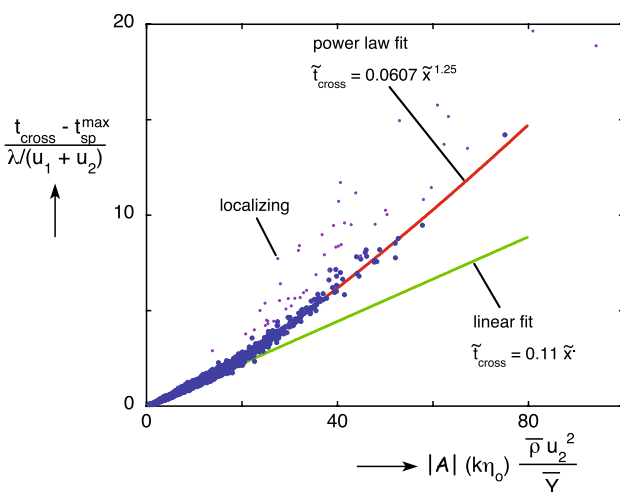 20
power law fit
t̃cross = 0.0607 x̃ 1.25
tcross - tspmax
λ/(u1 + u2)
localizing
10
linear fit
t̃cross = 0.11 x̃
0
0
40
80
|A| (kηo) ρ̅ u2² / Y̅